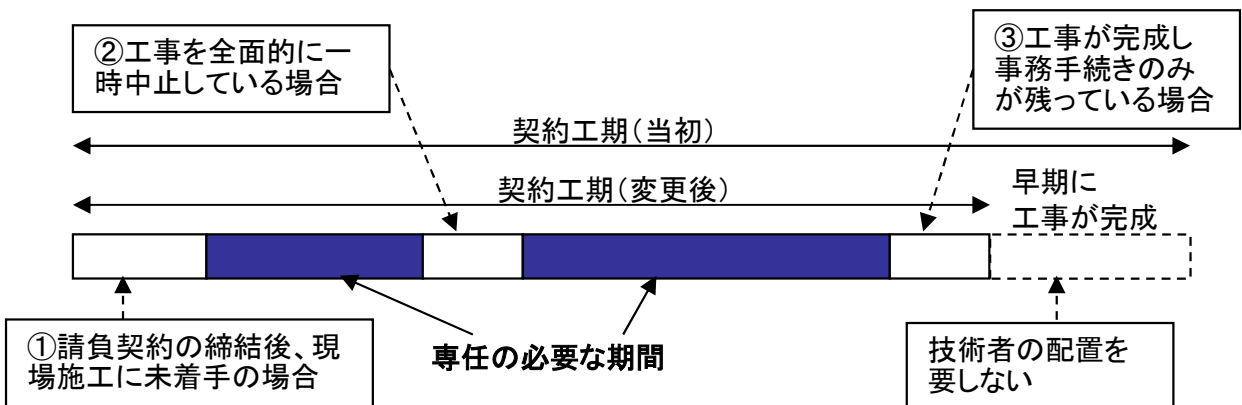 ②工事を全面的に一
時中止している場合
③工事が完成し
事務手続きのみ
が残っている場合
契約工期（当初）
契約工期（変更後）
早期に
工事が完成
①請負契約の締結後、現
場施工に未着手の場合
専任の必要な期間
技術者の配置を
要しない